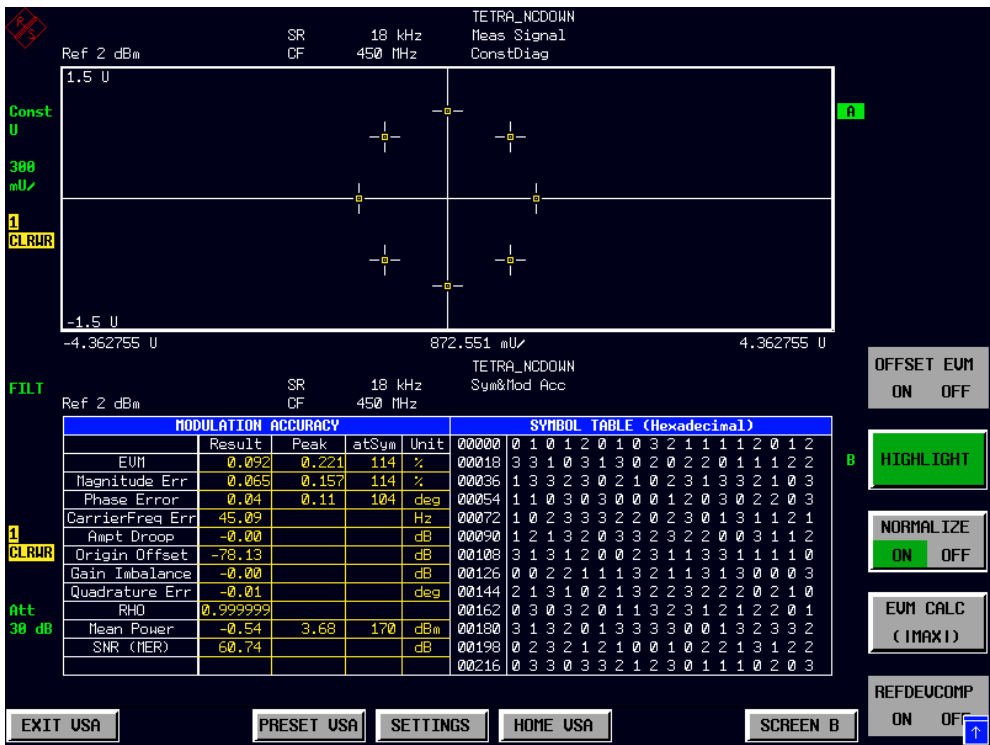 R S
TETRA_NCDOWN
SR 18 kHz Meas Signal
Ref 2 dBm CF 450 MHz ConstDiag
1.5 U
Const
U
A
300
mU/
1
CLRWR
-1.5 U
-4.362755 U 872.551 mU/ 4.362755 U
TETRA_NCDOWN
FILT SR 18 kHz Sym&Mod Acc
Ref 2 dBm CF 450 MHz
MODULATION ACCURACY SYMBOL TABLE (Hexadecimal)
Result Peak atSym Unit 00000 0 1 0 1 2 0 1 0 3 2 1 1 1 1 2 0 1 2
EVM 0.092 0.221 114 % 00018 3 3 1 0 3 1 3 0 2 0 2 2 0 1 1 1 2 2
Magnitude Err 0.065 0.157 114 % 00036 1 3 3 2 3 0 2 1 0 2 3 1 3 3 2 1 0 3
Phase Error 0.04 0.11 104 deg 00054 1 1 0 3 0 3 0 0 0 1 2 0 3 0 2 2 0 3
CarrierFreq Err 45.09 Hz 00072 1 0 2 3 3 3 2 2 0 2 3 0 1 3 1 1 2 1
Ampt Droop -0.00 dB 00090 1 2 1 3 2 0 3 3 2 3 2 2 0 0 3 1 1 2
Origin Offset -78.13 dB 00108 3 1 3 1 2 0 0 2 3 1 1 3 3 1 1 1 1 0
Gain Imbalance -0.00 dB 00126 0 0 2 2 1 1 1 3 2 1 1 3 1 3 0 0 0 3
Quadrature Err -0.01 deg 00144 2 1 3 1 0 2 1 3 2 2 3 2 2 2 0 2 1 0
RHO 0.999999 00162 0 3 0 3 2 0 1 1 3 2 3 1 2 1 2 2 0 1
Mean Power -0.54 3.68 170 dBm 00180 3 1 3 2 0 1 3 3 3 3 0 0 1 3 2 3 3 2
SNR (MER) 60.74 dB 00198 0 2 3 2 1 2 1 0 0 1 0 2 2 1 3 1 2 2
00216 0 3 3 0 3 3 2 1 2 3 0 1 1 1 0 2 0 3
1
CLRWR
Att
30 dB
B
OFFSET EVM
ON OFF
HIGHLIGHT
NORMALIZE
ON OFF
EVM CALC
(|MAX|)
REFDEVCOMP
ON OFF
EXIT VSA PRESET VSA SETTINGS HOME VSA SCREEN B